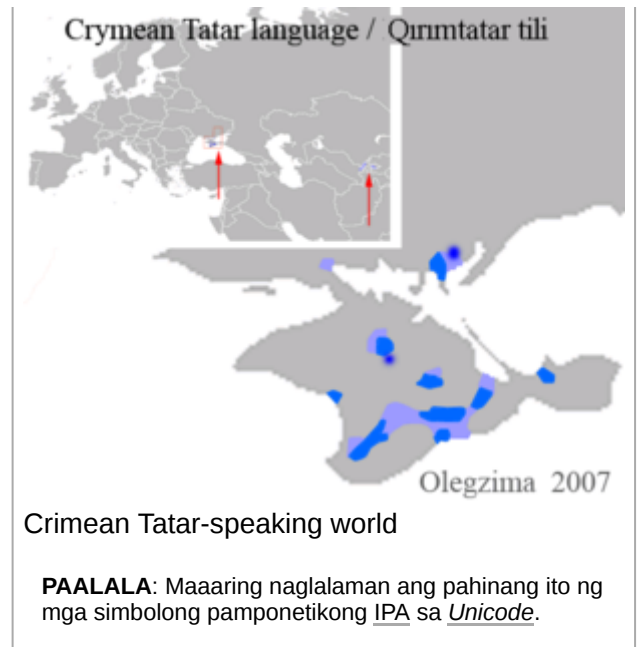 Crymean Tatar language / Qırımtatar tili
Olegzima 2007
Crimean Tatar-speaking world
PAALALA: Maaaring naglalaman ang pahinang ito ng
mga simbolong pamponetikong IPA sa Unicode.